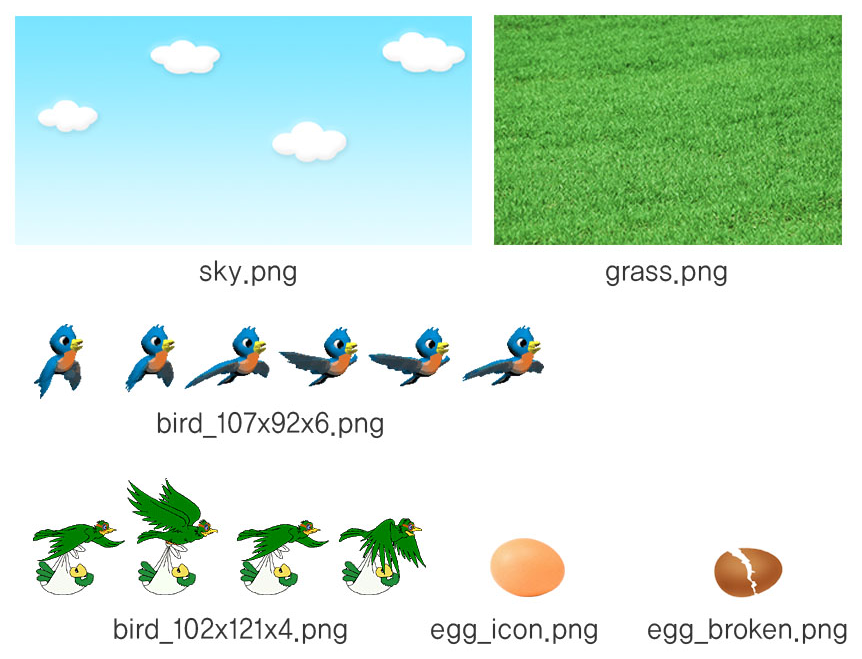 sky.png
grass.png
bird_107x92x6.png
bird_102x121x4.png
egg_icon.png
egg_broken.png